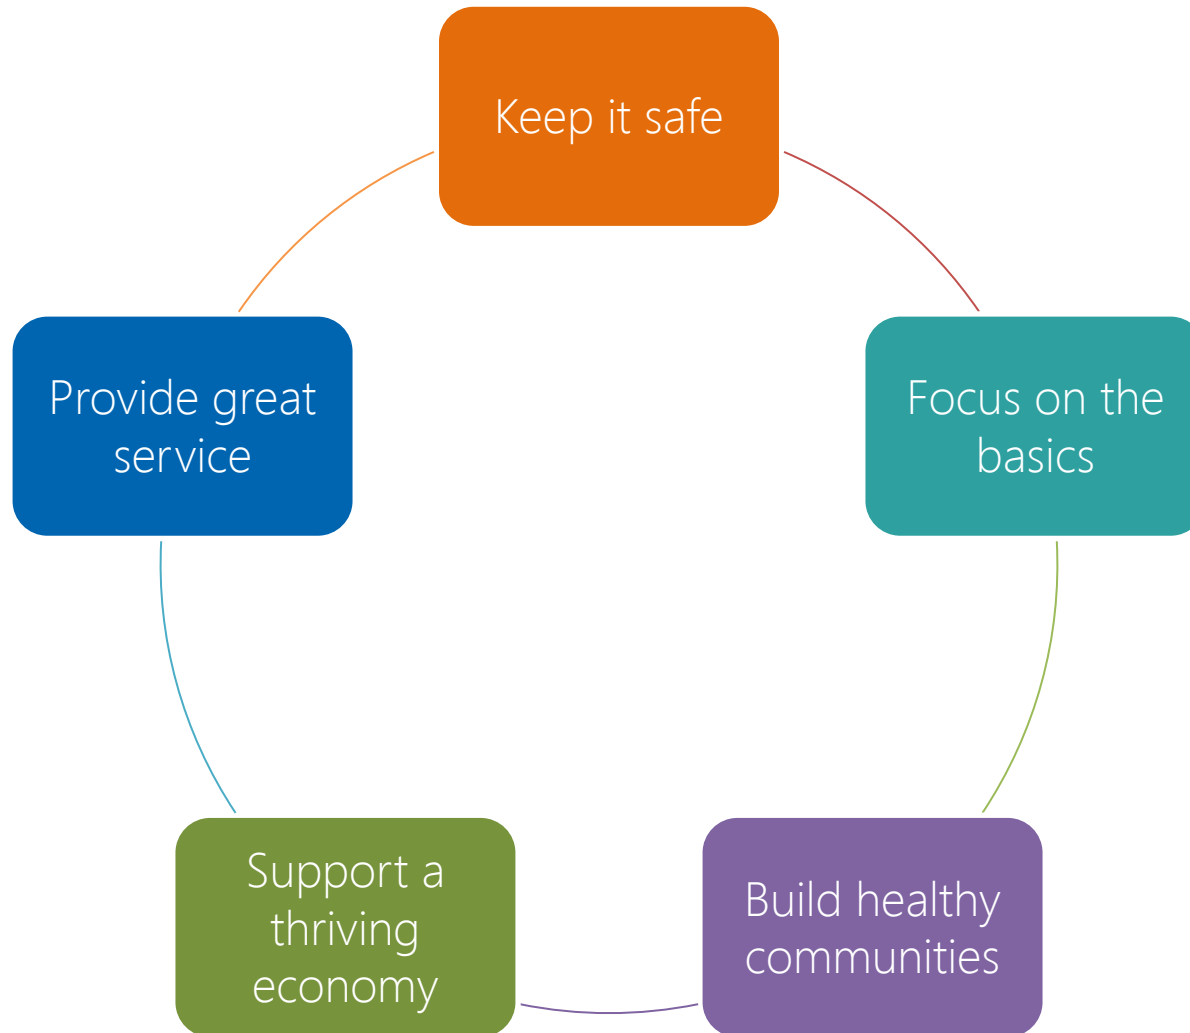 Keep it safe
Provide great
service
Focus on the
basics
Support a
thriving
economy
Build healthy
communities